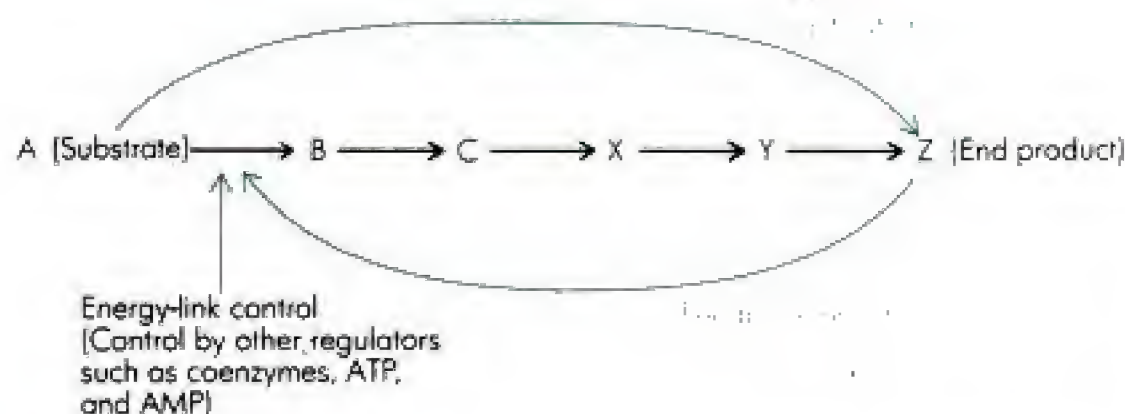 A (Substrate) → B → C → X → Y → Z (End product)
Energy-link control
(Control by other regulators
such as coenzymes, ATP,
and AMP)